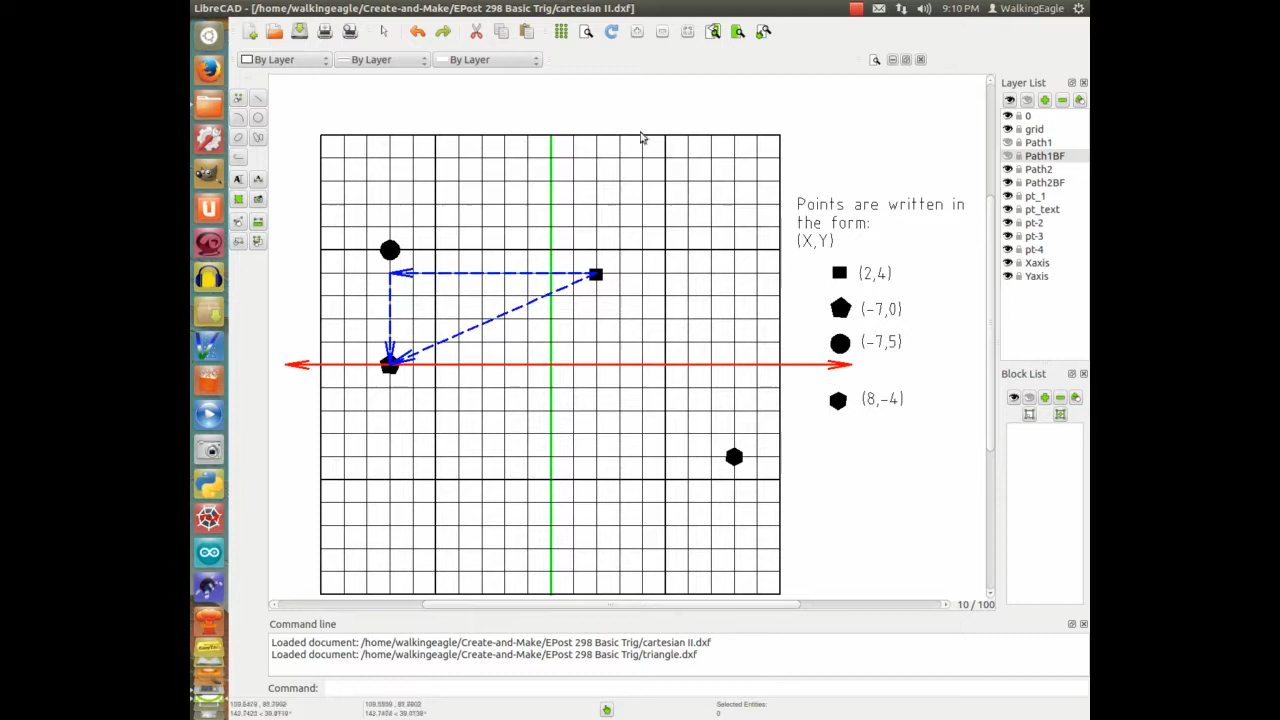 LibreCAD - [/home/walkingeagle/Create-and-Make/EPost 298 Basic Trig/cartesian II.dxf]
9:10 PM
WalkingEagle
By Layer
By Layer
By Layer
Layer List
0
grid
Path1
Path1BF
Path2
Path2BF
pt_1
pt_text
pt-2
pt-3
pt-4
Xaxis
Yaxis
Points are written in
the form:
(X,Y)
(2,4)
(-7,0)
(-7,5)
(8,-4)
Block List
10 / 100
Command line
Loaded document: /home/walkingeagle/Create-and-Make/EPost 298 Basic Trig/cartesian II.dxf
Loaded document: /home/walkingeagle/Create-and-Make/EPost 298 Basic Trig/triangle.dxf
Command:
Selected Entities:
0